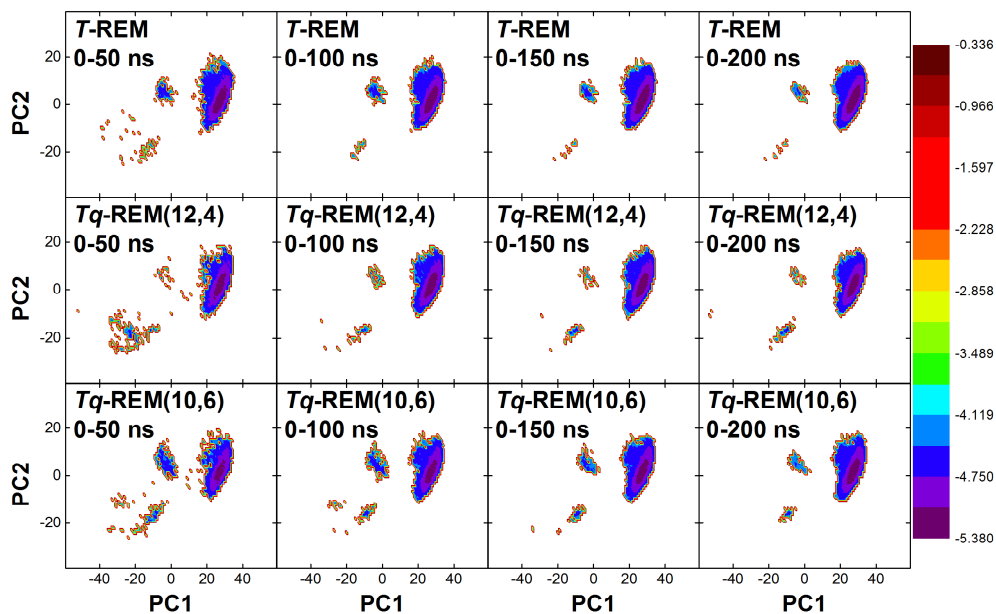 T-REM
0-50 ns
T-REM
0-100 ns
T-REM
0-150 ns
T-REM
0-200 ns
20
0
-20
PC2
Tq-REM(12,4)
0-50 ns
Tq-REM(12,4)
0-100 ns
Tq-REM(12,4)
0-150 ns
Tq-REM(12,4)
0-200 ns
20
0
-20
PC2
Tq-REM(10,6)
0-50 ns
Tq-REM(10,6)
0-100 ns
Tq-REM(10,6)
0-150 ns
Tq-REM(10,6)
0-200 ns
20
0
-20
PC2
-40 -20 0 20 40
-40 -20 0 20 40
-40 -20 0 20 40
-40 -20 0 20 40
PC1
PC1
PC1
PC1
-0.336
-0.966
-1.597
-2.228
-2.858
-3.489
-4.119
-4.750
-5.380